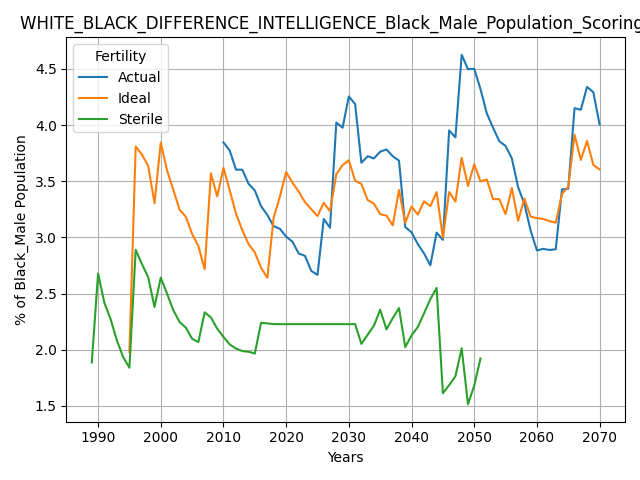 WHITE_BLACK_DIFFERENCE_INTELLIGENCE_Black_Male_Population_Scoring
Fertility
Actual
Ideal
Sterile
% of Black_Male Population
4.5
4.0
3.5
3.0
2.5
2.0
1.5
1990 2000 2010 2020 2030 2040 2050 2060 2070
Years